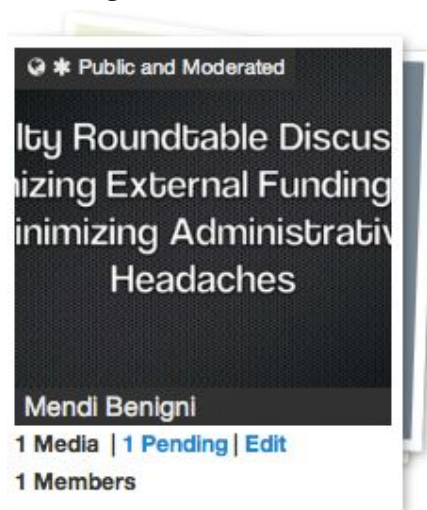 Public and Moderated
lty Roundtable Discus
nizing External Funding
inimizing Administrativ
Headaches
Mendi Benigni
1 Media | 1 Pending | Edit
1 Members